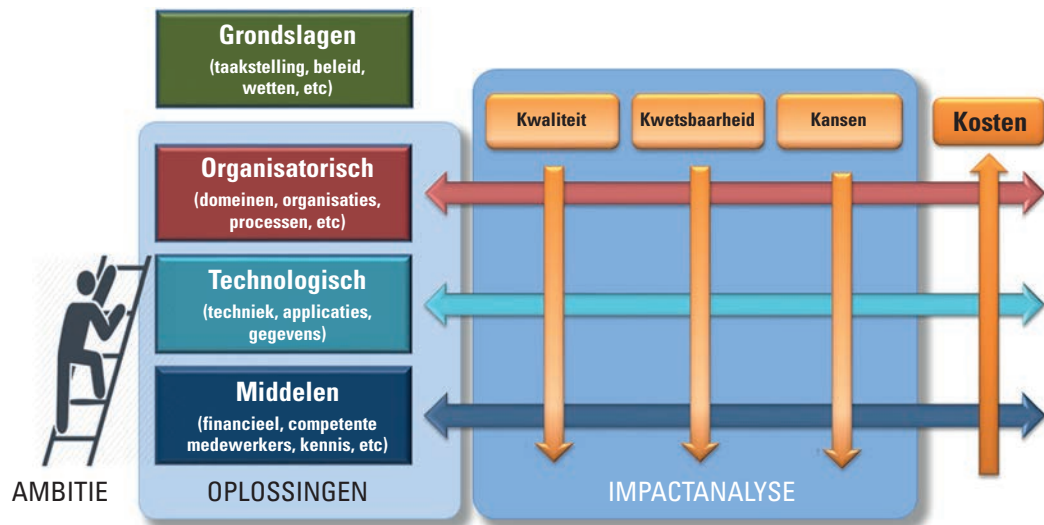 Grondslagen
(taakstelling, beleid,
wetten, etc)
Kwaliteit
Kwetsbaarheid
Kansen
Kosten
Organisatorisch
(domeinen, organisaties,
processen, etc)
Technologisch
(techniek, applicaties,
gegevens)
Middelen
(financieel, competente
medewerkers, kennis, etc)
AMBITIE
OPLOSSINGEN
IMPACTANALYSE